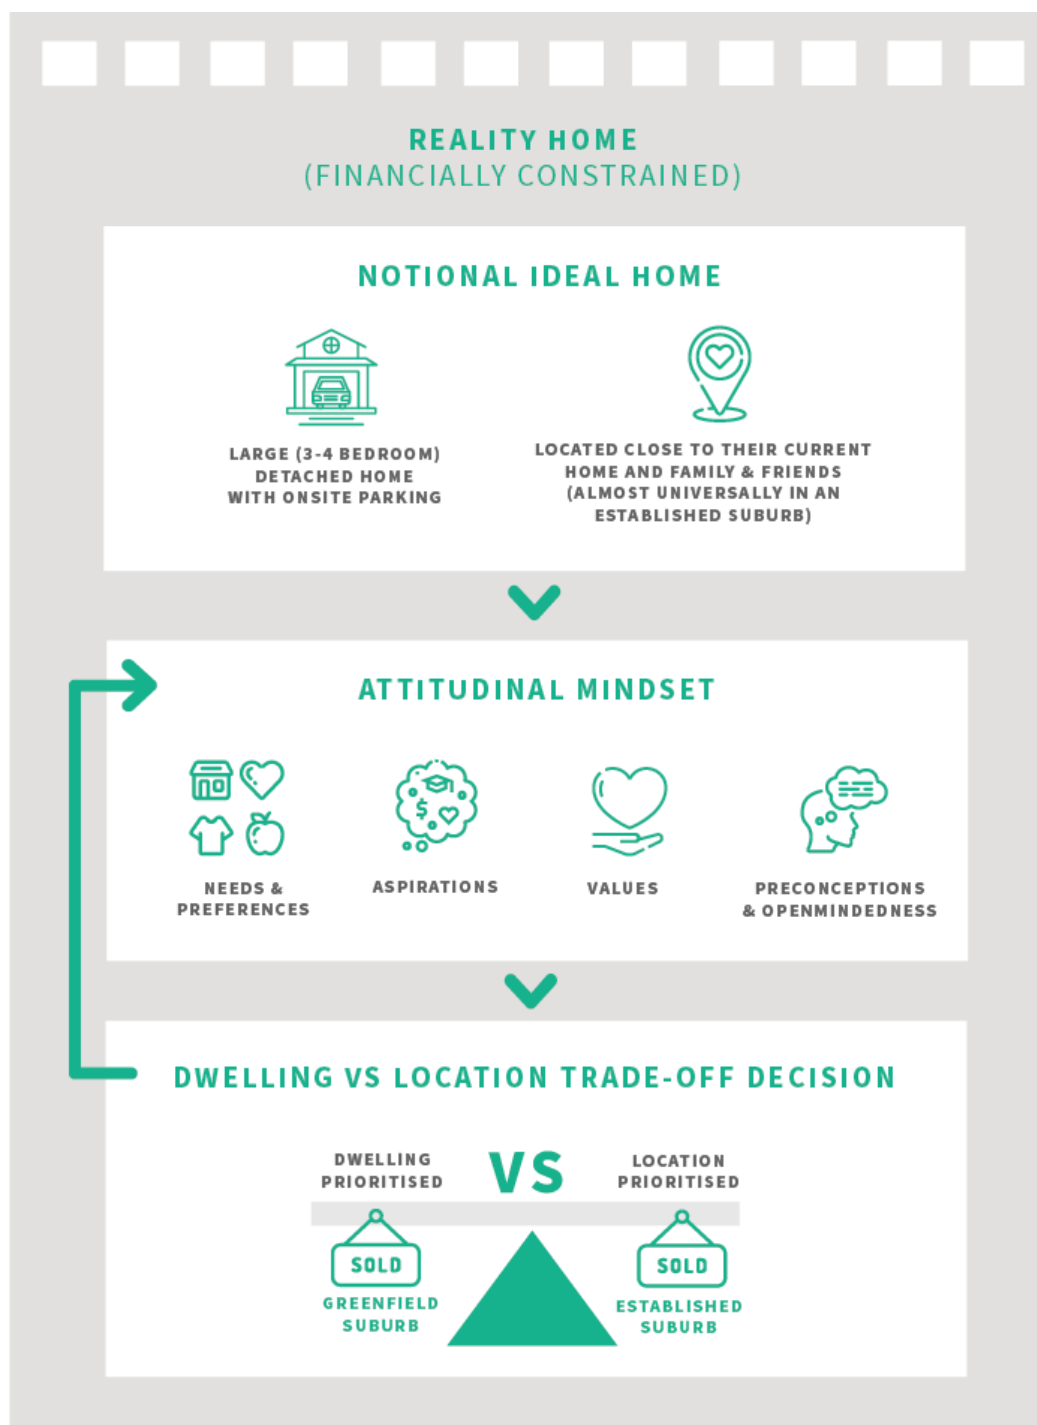 REALITY HOME
(FINANCIALLY CONSTRAINED)
NOTIONAL IDEAL HOME
LARGE (3-4 BEDROOM)
DETACHED HOME
WITH ONSITE PARKING
LOCATED CLOSE TO THEIR CURRENT
HOME AND FAMILY & FRIENDS
(ALMOST UNIVERSALLY IN AN
ESTABLISHED SUBURB)
ATTITUDINAL MINDSET
$
NEEDS &
PREFERENCES
ASPIRATIONS
VALUES
PRECONCEPTIONS
& OPENMINDEDNESS
DWELLING VS LOCATION TRADE-OFF DECISION
DWELLING
PRIORITISED
VS
LOCATION
PRIORITISED
SOLD
GREENFIELD
SUBURB
SOLD
ESTABLISHED
SUBURB